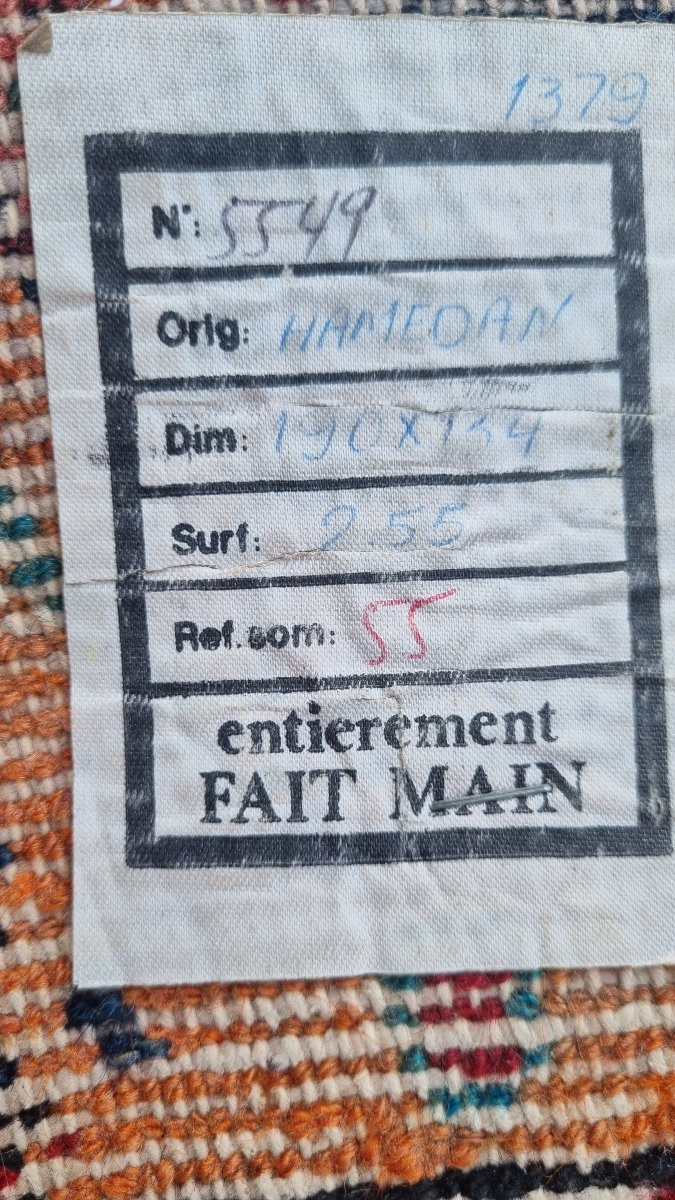 1379
N°: 5549
Orig: HAMEDAN
Dim: 190X134
Surf: 2.55
Ref.som: 55
entierement
FAIT MAIN